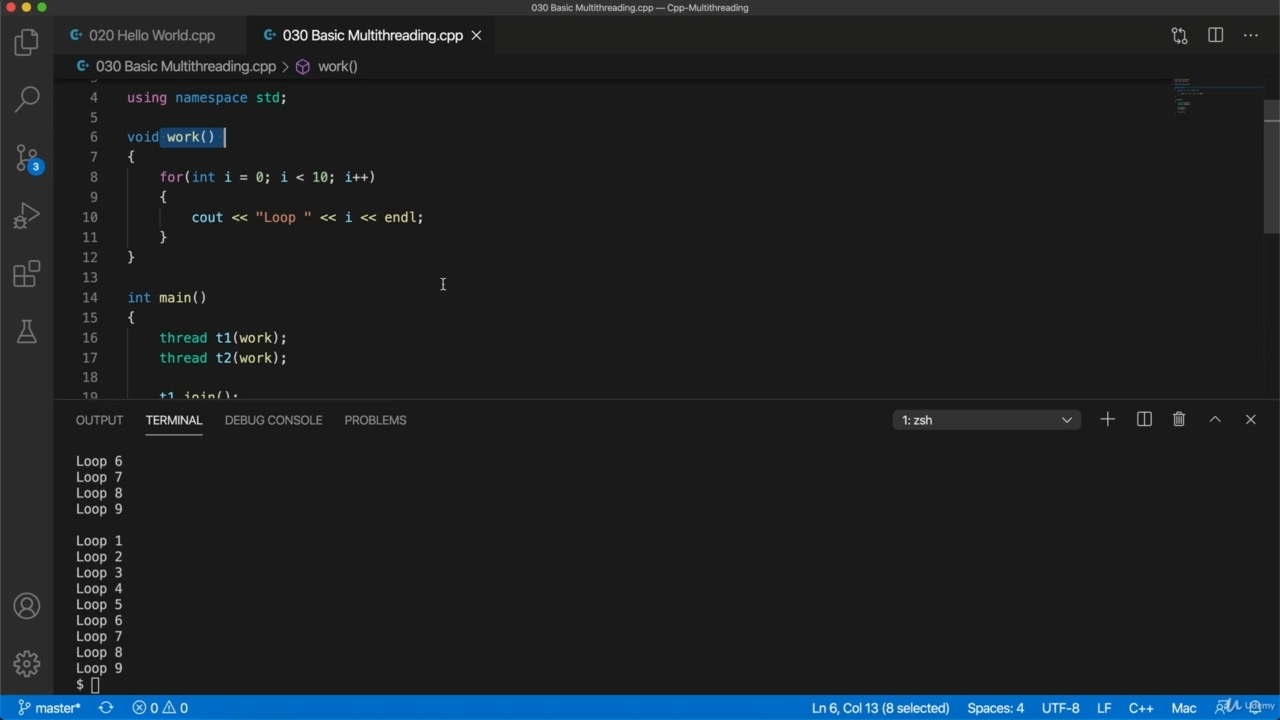 030 Basic Multithreading.cpp — Cpp-Multithreading
020 Hello World.cpp
030 Basic Multithreading.cpp
030 Basic Multithreading.cpp > work()
4 using namespace std;
5
6 void work()
7 {
8 for(int i = 0; i < 10; i++)
9 {
10 cout << "Loop " << i << endl;
11 }
12 }
13
14 int main()
15 {
16 thread t1(work);
17 thread t2(work);
18
19 t1.join();
3
OUTPUT TERMINAL DEBUG CONSOLE PROBLEMS 1: zsh
Loop 6
Loop 7
Loop 8
Loop 9
Loop 1
Loop 2
Loop 3
Loop 4
Loop 5
Loop 6
Loop 7
Loop 8
Loop 9
$
master* 0 0 Ln 6, Col 13 (8 selected) Spaces: 4 UTF-8 LF C++ Mac Udemy